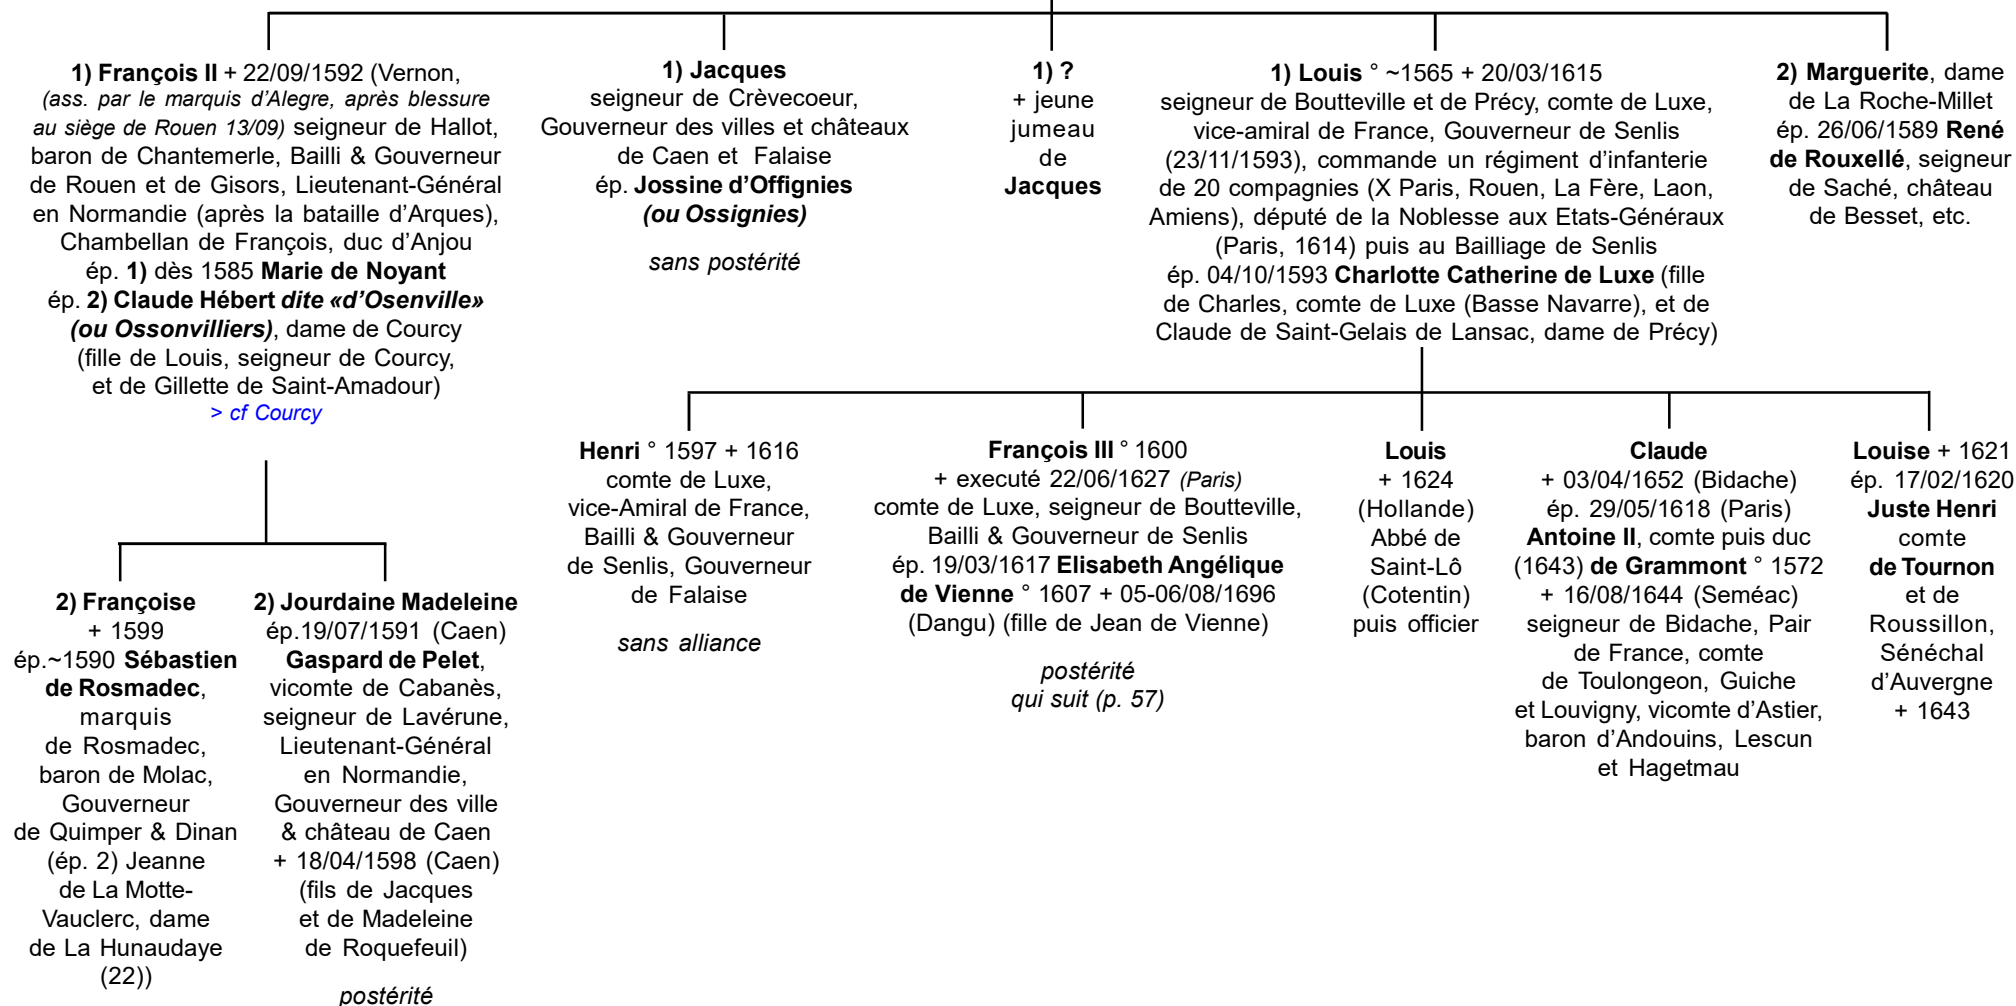 1) François II + 22/09/1592 (Vernon,
(ass. par le marquis d’Alegre, après blessure
au siège de Rouen 13/09) seigneur de Hallot,
baron de Chantemerle, Bailli & Gouverneur
de Rouen et de Gisors, Lieutenant-Général
en Normandie (après la bataille d’Arques),
Chambellan de François, duc d’Anjou
ép. 1) dès 1585 Marie de Noyant
ép. 2) Claude Hébert dite «d’Osenville»
(ou Ossonvilliers), dame de Courcy
(fille de Louis, seigneur de Courcy,
et de Gillette de Saint-Amadour)
> cf Courcy
1) Jacques
seigneur de Crèvecoeur,
Gouverneur des villes et châteaux
de Caen et Falaise
ép. Jossine d’Offignies
(ou Ossignies)
sans postérité
1) ?
+ jeune
jumeau
de
Jacques
1) Louis ° ~1565 + 20/03/1615
seigneur de Boutteville et de Précy, comte de Luxe,
vice-amiral de France, Gouverneur de Senlis
(23/11/1593), commande un régiment d’infanterie
de 20 compagnies (X Paris, Rouen, La Fère, Laon,
Amiens), député de la Noblesse aux Etats-Généraux
(Paris, 1614) puis au Bailliage de Senlis
ép. 04/10/1593 Charlotte Catherine de Luxe (fille
de Charles, comte de Luxe (Basse Navarre), et de
Claude de Saint-Gelais de Lansac, dame de Précy)
2) Marguerite, dame
de La Roche-Millet
ép. 26/06/1589 René
de Rouxellé, seigneur
de Saché, château
de Besset, etc.
2) Françoise
+ 1599
ép.~1590 Sébastien
de Rosmadec,
marquis
de Rosmadec,
baron de Molac,
Gouverneur
de Quimper & Dinan
(ép. 2) Jeanne
de La Motte-
Vauclerc, dame
de La Hunaudaye
(22))
2) Jourdaine Madeleine
ép.19/07/1591 (Caen)
Gaspard de Pelet,
vicomte de Cabanès,
seigneur de Lavérune,
Lieutenant-Général
en Normandie,
Gouverneur des ville
& château de Caen
+ 18/04/1598 (Caen)
(fils de Jacques
et de Madeleine
de Roquefeuil)
postérité
Henri ° 1597 + 1616
comte de Luxe,
vice-Amiral de France,
Bailli & Gouverneur
de Senlis, Gouverneur
de Falaise
sans alliance
François III ° 1600
+ executé 22/06/1627 (Paris)
comte de Luxe, seigneur de Boutteville,
Bailli & Gouverneur de Senlis
ép. 19/03/1617 Elisabeth Angélique
de Vienne ° 1607 + 05-06/08/1696
(Dangu) (fille de Jean de Vienne)
postérité
qui suit (p. 57)
Louis
+ 1624
(Hollande)
Abbé de
Saint-Lô
(Cotentin)
puis officier
Claude
+ 03/04/1652 (Bidache)
ép. 29/05/1618 (Paris)
Antoine II, comte puis duc
(1643) de Grammont ° 1572
+ 16/08/1644 (Seméac)
seigneur de Bidache, Pair
de France, comte
de Toulongeon, Guiche
et Louvigny, vicomte d’Astier,
baron d’Andouins, Lescun
et Hagetmau
Louise + 1621
ép. 17/02/1620
Juste Henri
comte
de Tournon
et de
Roussillon,
Sénéchal
d’Auvergne
+ 1643